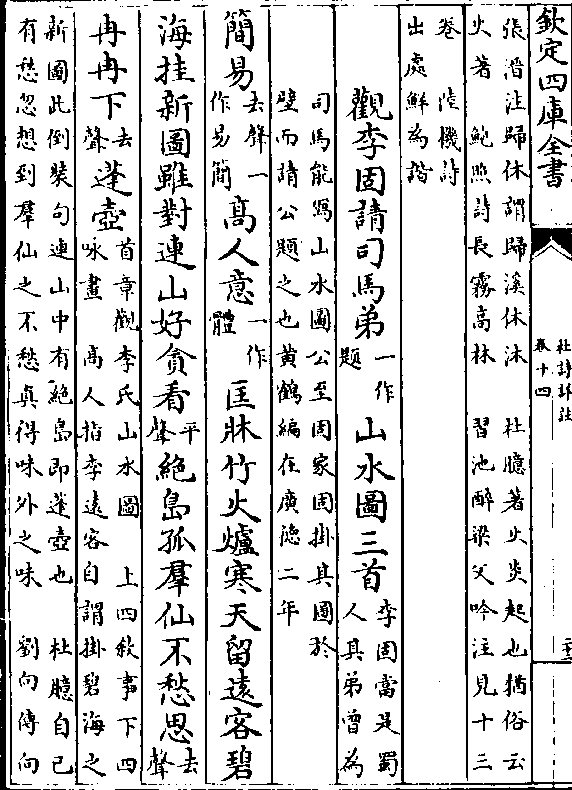 欽定四庫全書
杜詩詳註
卷十四
張溍注歸休謂歸溪休沐　杜臆著火炎起也猶俗云
火著　鮑照詩長霧高林　習池醉梁父吟注見十三
卷　陸機詩
出處鮮為諧
觀李固請司馬弟一作題山水圖三首李固當是蜀人其弟曾為
司馬能寫山水圖公至固家固掛其圖於
壁而請公題之也黄鶴編在廣德二年
簡易去聲一作易簡髙人意一作體匡牀竹火爐寒天留遠客碧
海挂新圖雖對連山好貪看平聲絶島孤羣仙不愁思去聲
冉冉下去聲蓬壺首章觀李氏山水圖　上四敘事下四
咏畫　髙人指李遠客自謂掛碧海之
新圖此倒裝句連山中有絶島即蓬壺也　杜臆自已
有愁忽想到羣仙之不愁真得味外之味　劉向傳向